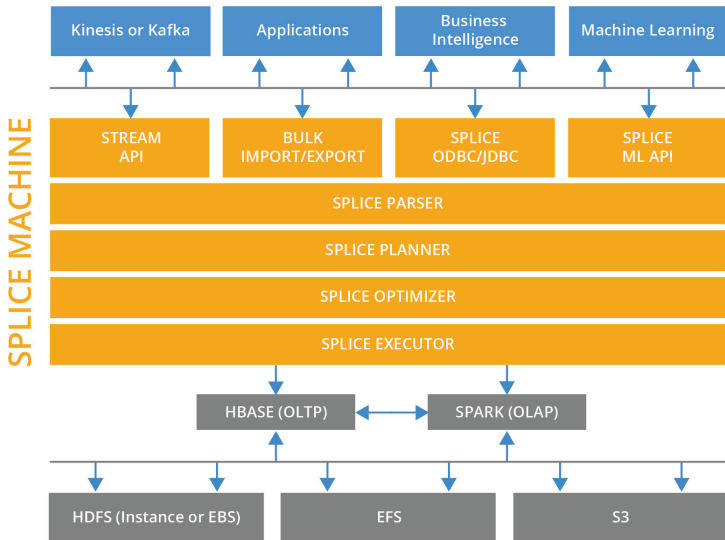 Kinesis or Kafka
Applications
Business
Intelligence
Machine Learning
SPLICE MACHINE
STREAM
API
BULK
IMPORT/EXPORT
SPLICE
ODBC/JDBC
SPLICE
ML API
SPLICE PARSER
SPLICE PLANNER
SPLICE OPTIMIZER
SPLICE EXECUTOR
HBASE (OLTP)
SPARK (OLAP)
HDFS (Instance or EBS)
EFS
S3